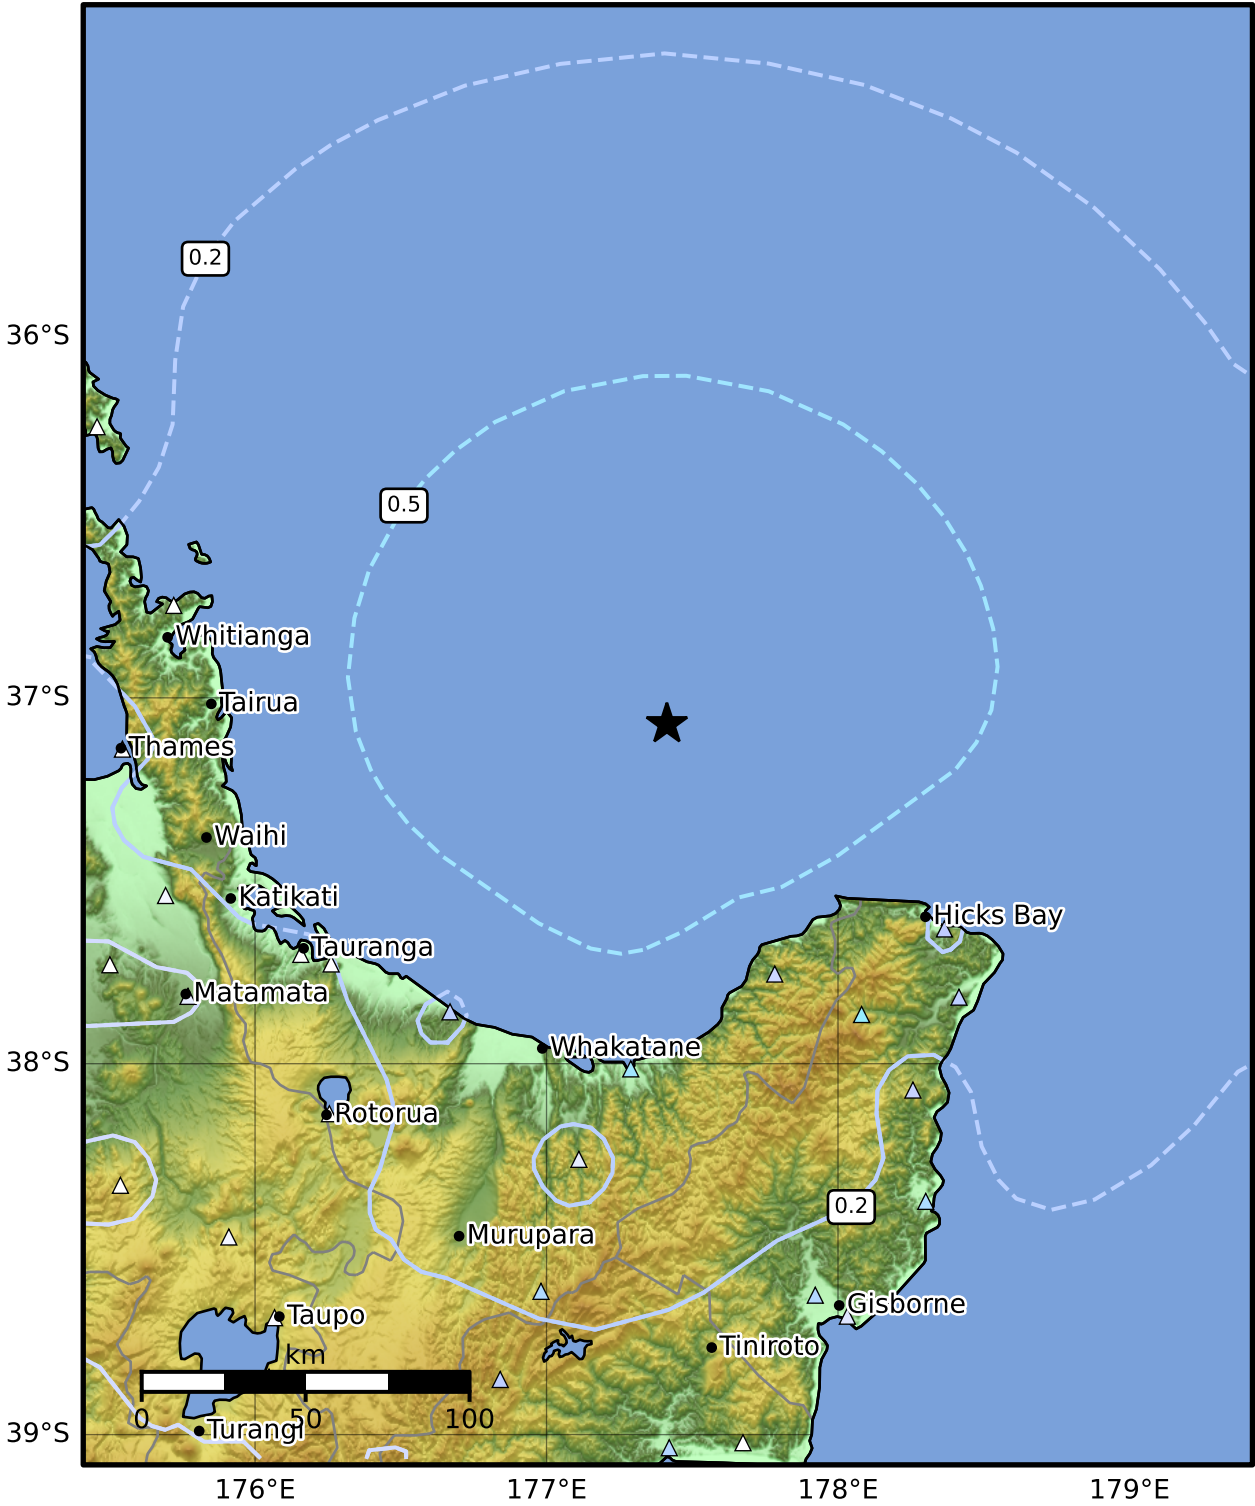 0.2
36°S
0.5
Whitianga
37°S
Tairua
Thames
Waihi
Katikati
Hicks Bay
Tauranga
Matamata
Whakatane
38°S
Rotorua
0.2
Murupara
Gisborne
Taupo
Tiniroto
km
0 50 100
Turangi
39°S
176°E 177°E 178°E 179°E